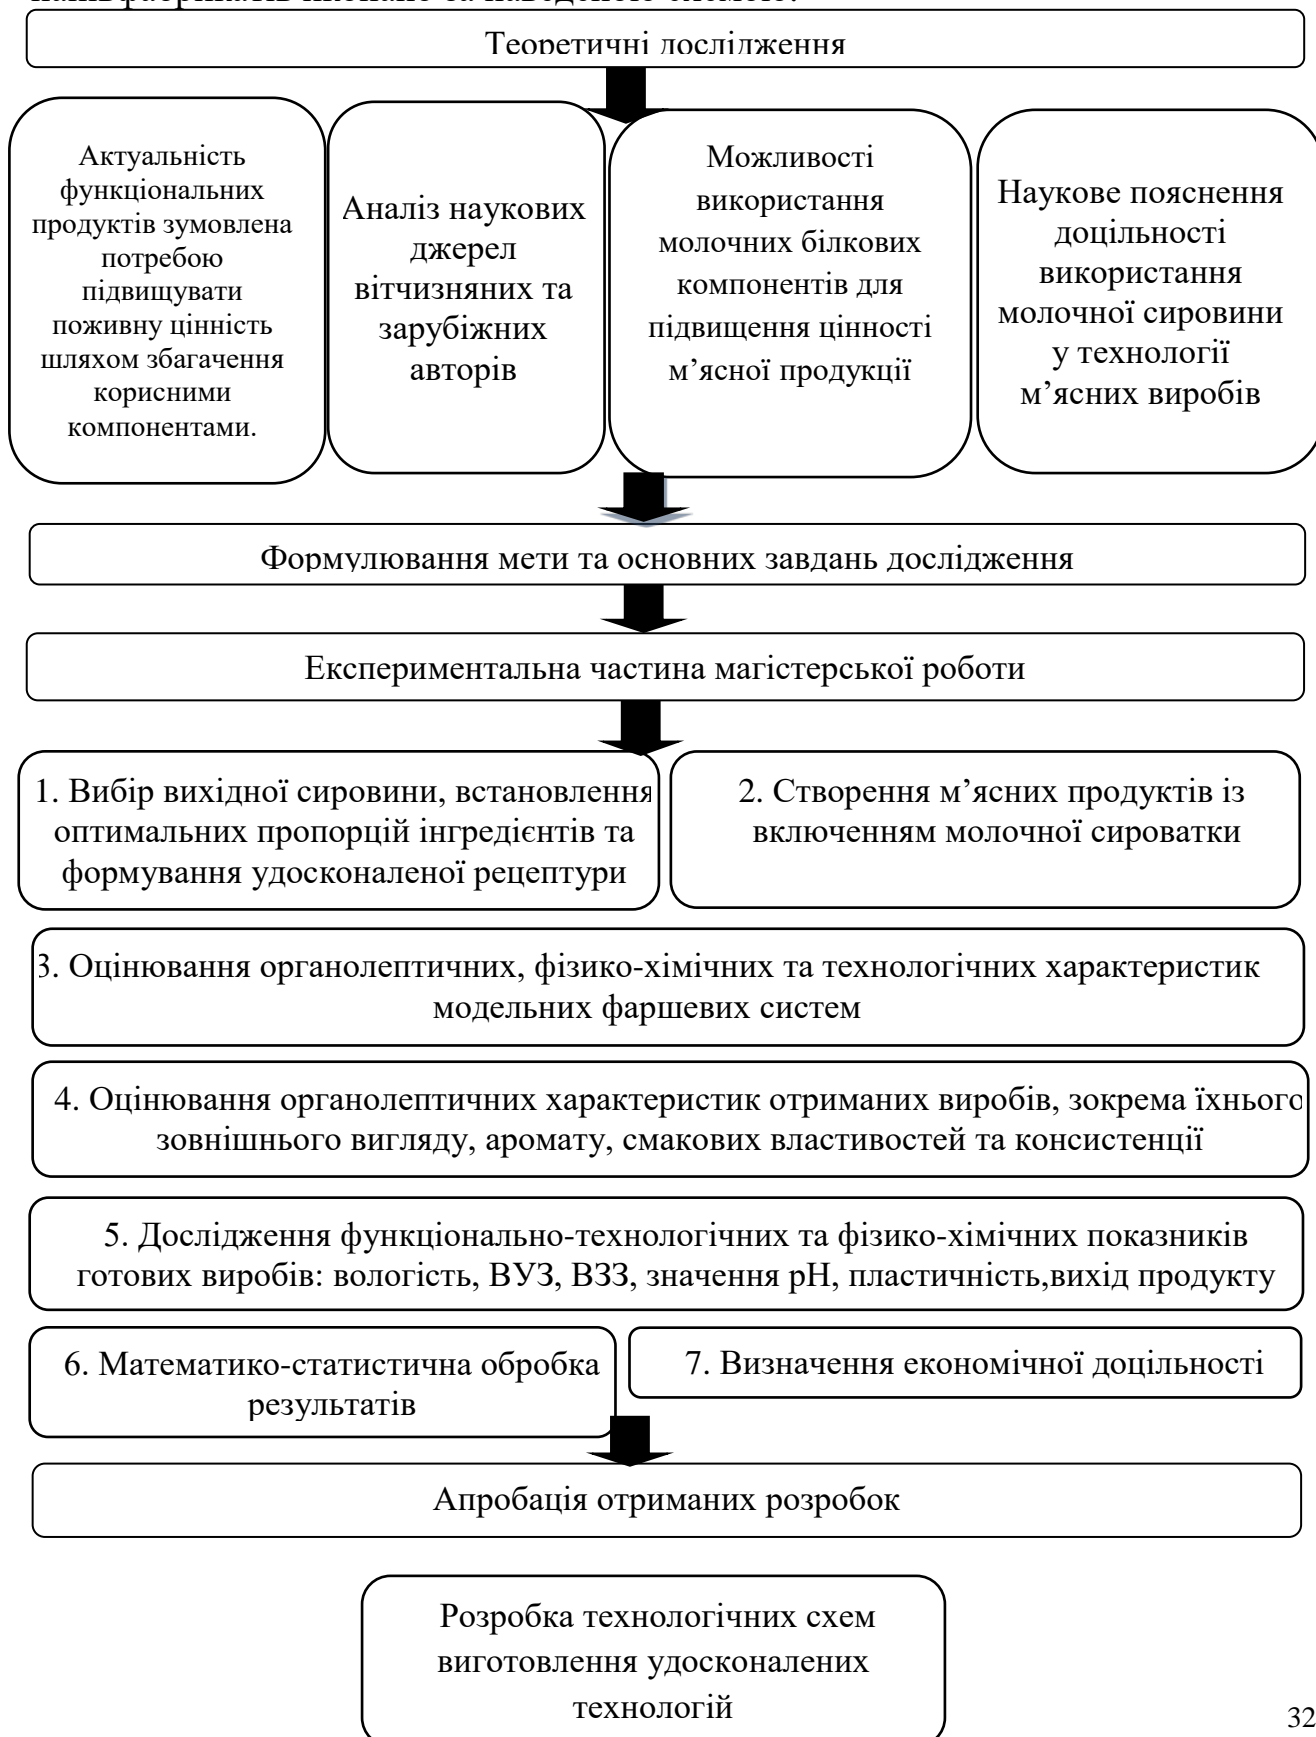 Теоретичні дослідження
Актуальність
функціональних
продуктів зумовлена
потребою
підвищувати
поживну цінність
шляхом збагачення
корисними
компонентами.
Аналіз наукових
джерел
вітчизняних та
зарубіжних
авторів
Можливості
використання
молочних білкових
компонентів для
підвищення цінності
м’ясної продукції
Наукове пояснення
доцільності
використання
молочної сировини
у технології
м’ясних виробів
Формулювання мети та основних завдань дослідження
Експериментальна частина магістерської роботи
1. Вибір вихідної сировини, встановлення
оптимальних пропорцій інгредієнтів та
формування удосконаленої рецептури
2. Створення м’ясних продуктів із
включенням молочної сироватки
3. Оцінювання органолептичних, фізико-хімічних та технологічних характеристик
модельних фаршевих систем
4. Оцінювання органолептичних характеристик отриманих виробів, зокрема їхнього
зовнішнього вигляду, аромату, смакових властивостей та консистенції
5. Дослідження функціонально-технологічних та фізико-хімічних показників
готових виробів: вологість, ВУЗ, ВЗЗ, значення pH, пластичність,вихід продукту
6. Математико-статистична обробка
результатів
7. Визначення економічної доцільності
Апробація отриманих розробок
Розробка технологічних схем
виготовлення удосконалених
технологій
32